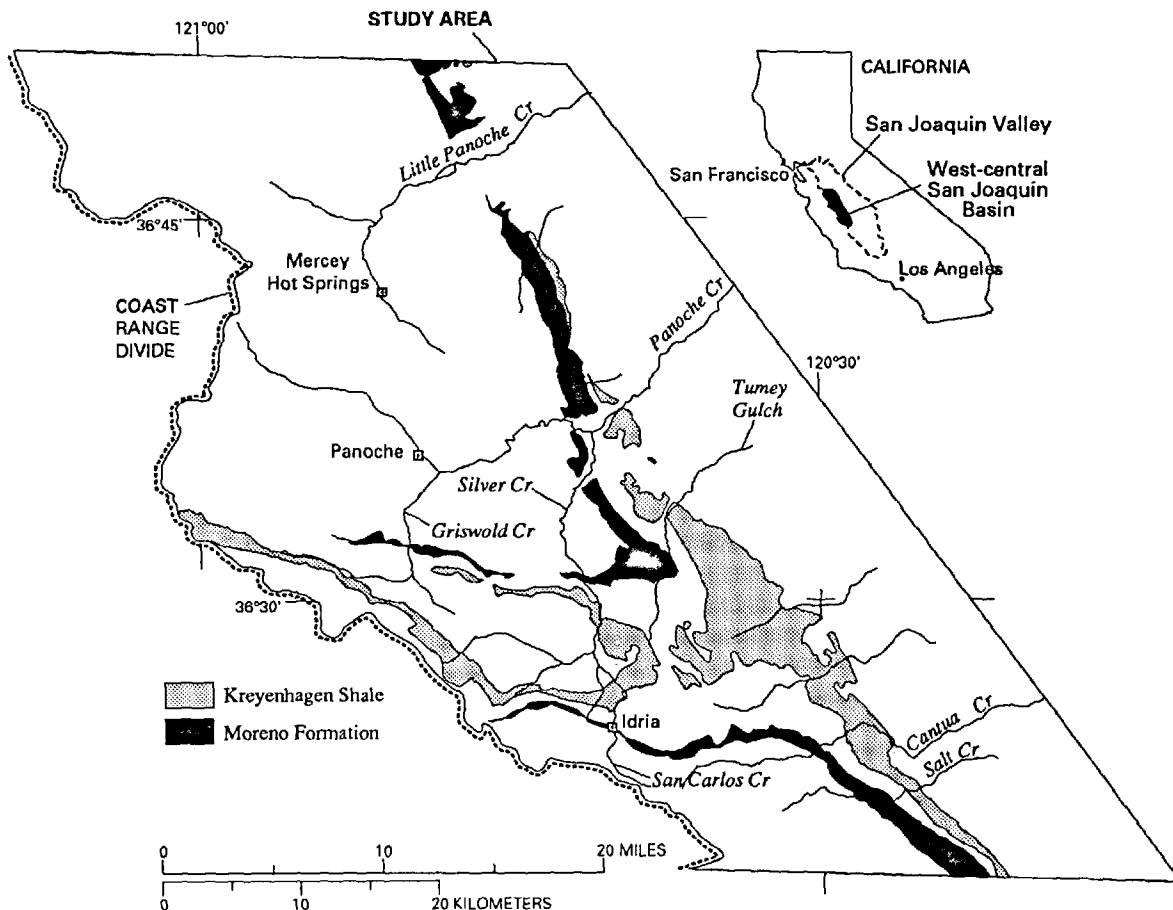 STUDY AREA
121°00'
CALIFORNIA
San Joaquin Valley
San Francisco
West-central
San Joaquin
Basin
Los Angeles
Little Panoche Cr
36°45'
Mercey
Hot Springs
COAST
RANGE
DIVIDE
Panoche Cr
120°30'
Tumey
Gulch
Panoche
Silver Cr
Griswold Cr
36°30'
Kreyenhagen Shale
Moreno Formation
Idria
San Carlos Cr
Cantua Cr
Salt Cr
0 10 20 MILES
0 10 20 KILOMETERS